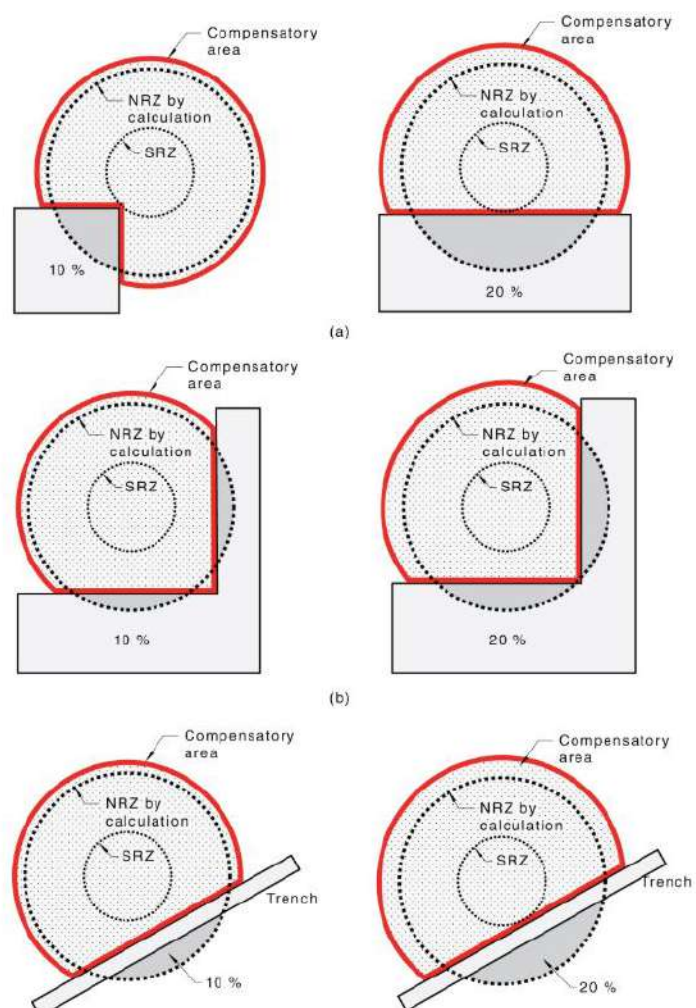 Compensatory
area
NRZ by
calculation
SRZ
10 %
Compensatory
area
NRZ by
calculation
SRZ
20 %
(a)
Compensatory
area
NRZ by
calculation
SRZ
10 %
Compensatory
area
NRZ by
calculation
SRZ
20 %
(b)
Compensatory
area
NRZ by
calculation
SRZ
Trench
10 %
Compensatory
area
NRZ by
calculation
SRZ
Trench
20 %